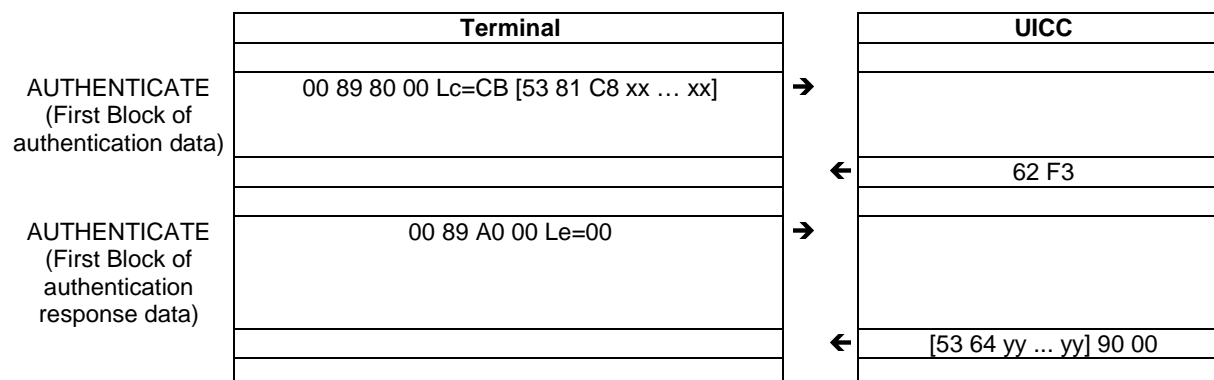 Terminal UICC
AUTHENTICATE
(First Block of
authentication data)
00 89 80 00 Lc=CB [53 81 C8 xx … xx] ➔
🡰 62 F3
AUTHENTICATE
(First Block of
authentication
response data)
00 89 A0 00 Le=00 ➔
🡰 [53 64 yy ... yy] 90 00